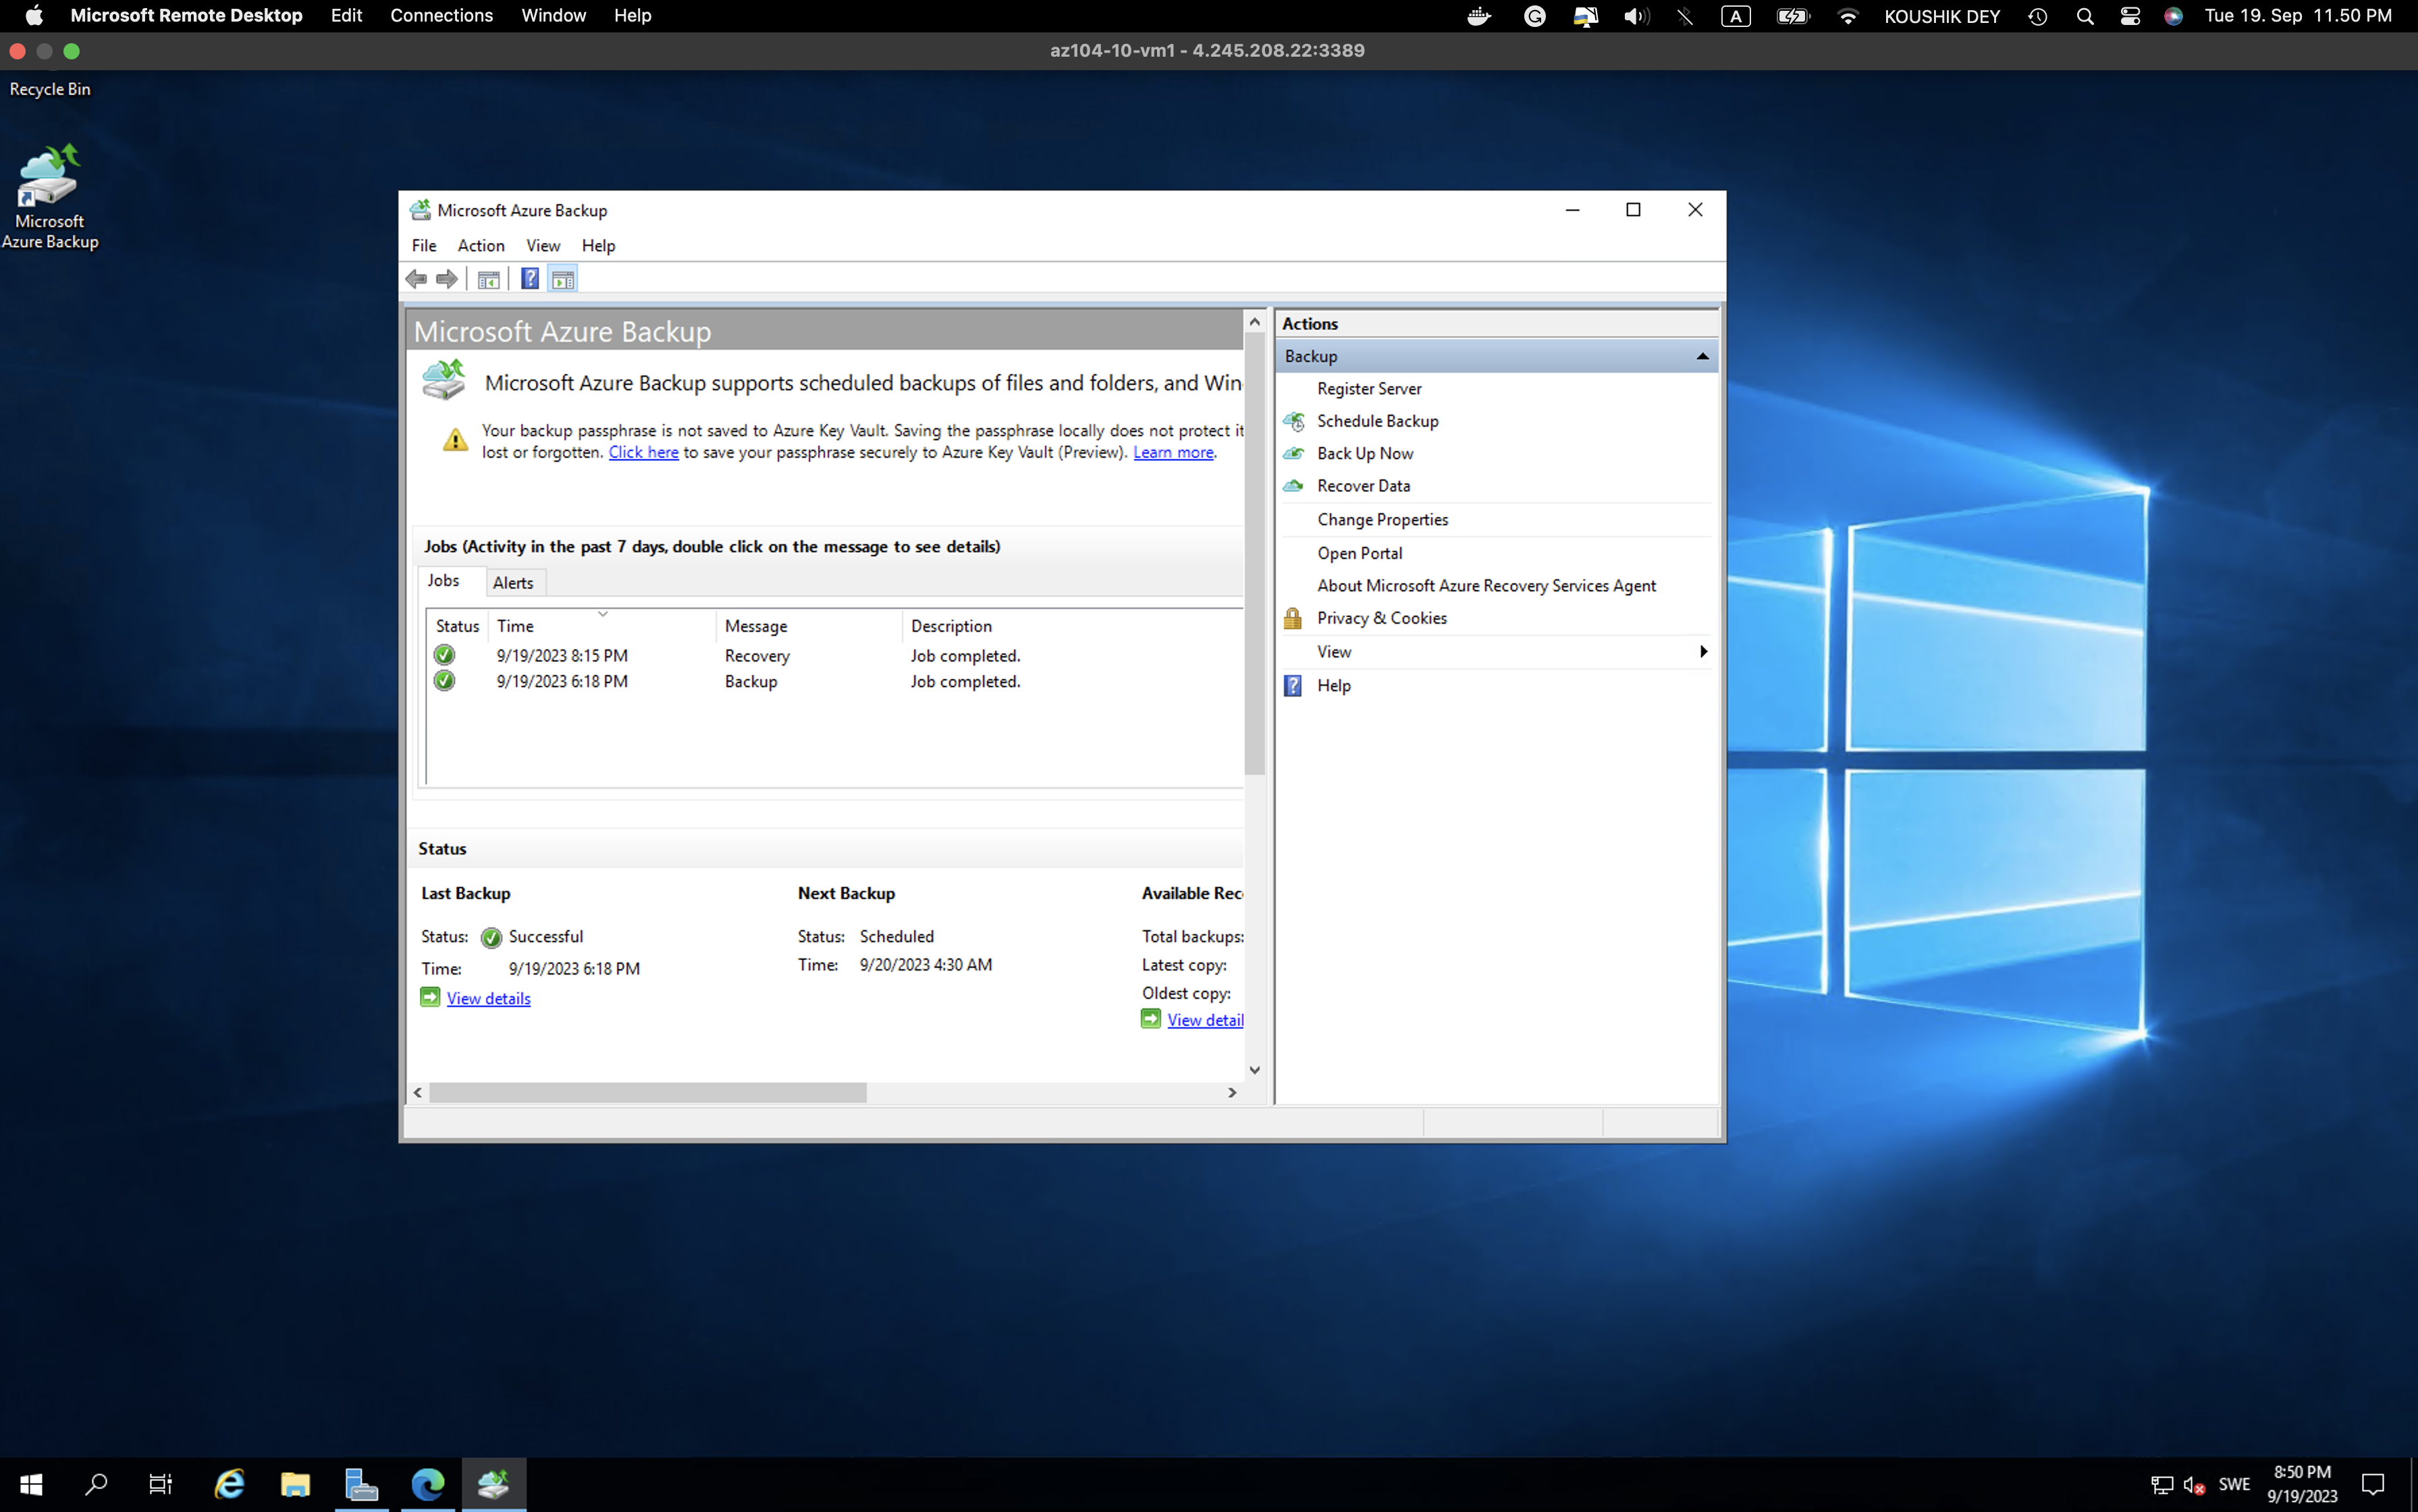 Microsoft Remote Desktop Edit Connections Window Help
A KOUSHIK DEY Tue 19. Sep 11.50 PM
az104-10-vm1 - 4.245.208.22:3389
Recycle Bin
Microsoft
Azure Backup
Microsoft Azure Backup
File Action View Help
Microsoft Azure Backup
Microsoft Azure Backup supports scheduled backups of files and folders, and Win
Your backup passphrase is not saved to Azure Key Vault. Saving the passphrase locally does not protect it
lost or forgotten. Click here to save your passphrase securely to Azure Key Vault (Preview). Learn more.
Jobs (Activity in the past 7 days, double click on the message to see details)
Jobs Alerts
Status Time Message Description
9/19/2023 8:15 PM Recovery Job completed.
9/19/2023 6:18 PM Backup Job completed.
Status
Last Backup Next Backup Available Rec
Status: Successful Status: Scheduled Total backups:
Time: 9/19/2023 6:18 PM Time: 9/20/2023 4:30 AM Latest copy:
Oldest copy:
View details View detail
Actions
Backup
Register Server
Schedule Backup
Back Up Now
Recover Data
Change Properties
Open Portal
About Microsoft Azure Recovery Services Agent
Privacy & Cookies
View
Help
SWE 8:50 PM
9/19/2023